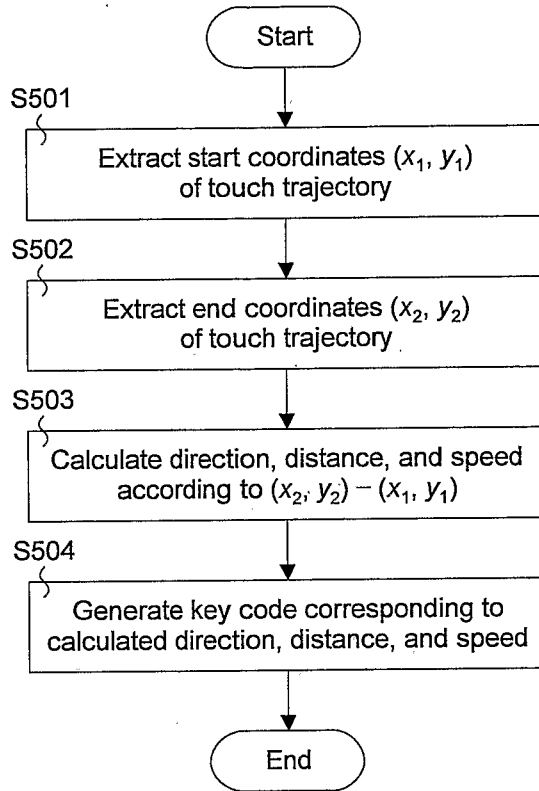 Start
S501
Extract start coordinates (x₁, y₁)
of touch trajectory
S502
Extract end coordinates (x₂, y₂)
of touch trajectory
S503
Calculate direction, distance, and speed
according to (x₂, y₂) – (x₁, y₁)
S504
Generate key code corresponding to
calculated direction, distance, and speed
End